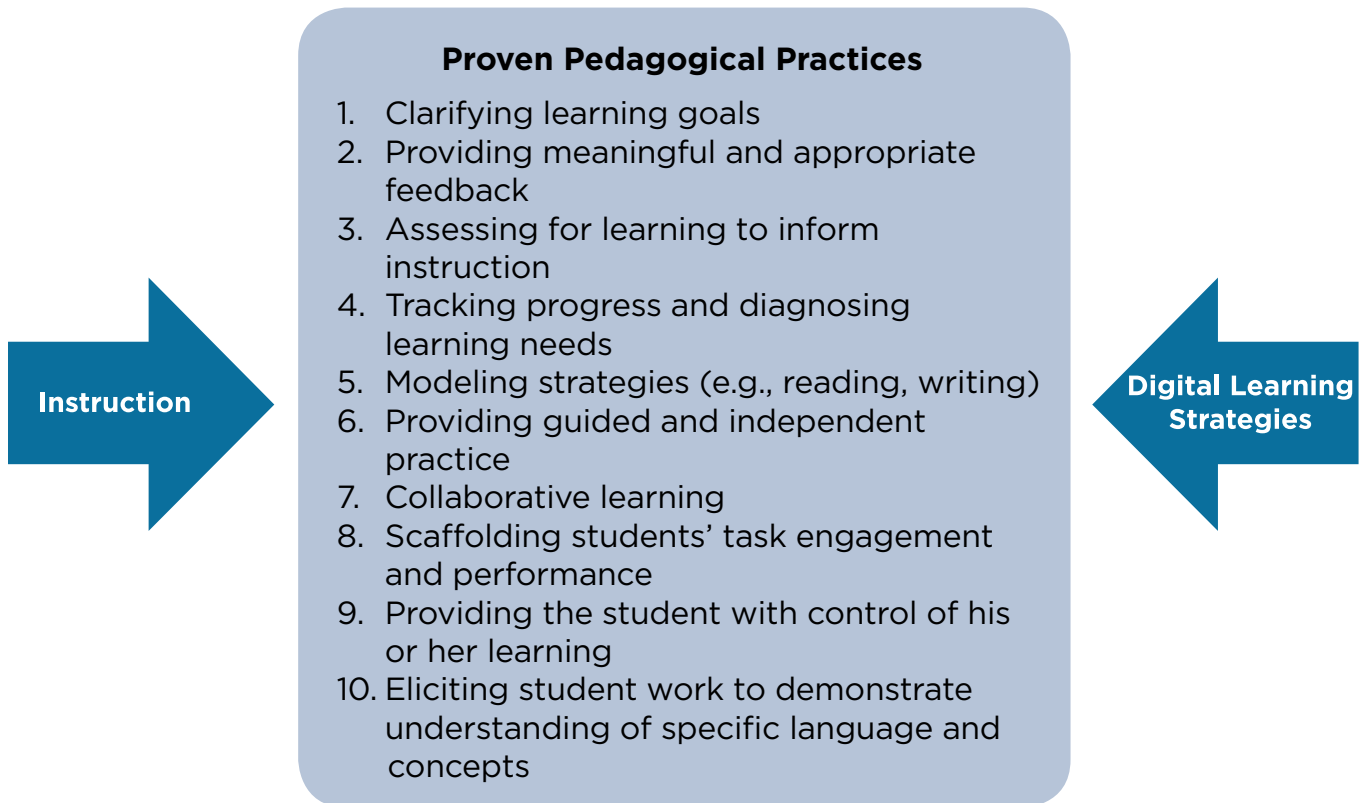 Proven Pedagogical Practices
1. Clarifying learning goals
2. Providing meaningful and appropriate
feedback
3. Assessing for learning to inform
instruction
4. Tracking progress and diagnosing
learning needs
5. Modeling strategies (e.g., reading, writing)
6. Providing guided and independent
practice
7. Collaborative learning
8. Scaffolding students’ task engagement
and performance
9. Providing the student with control of his
or her learning
10. Eliciting student work to demonstrate
understanding of specific language and
concepts
Instruction
Digital Learning
Strategies